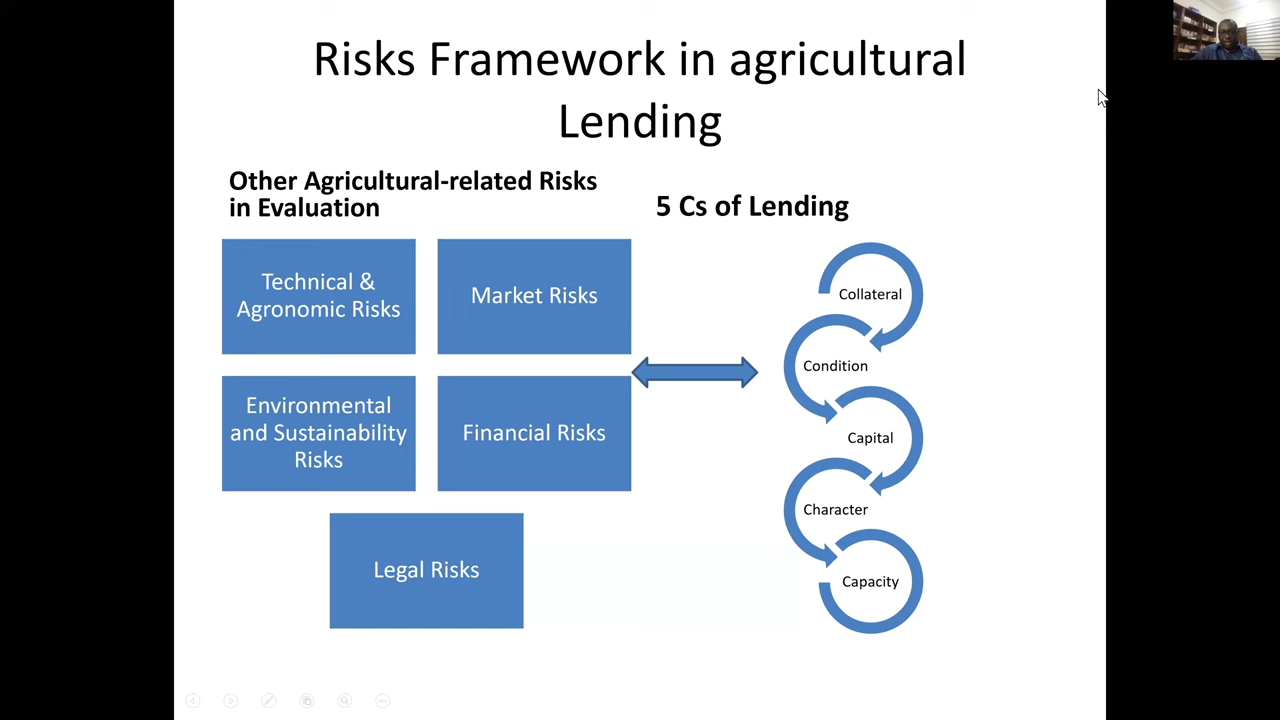 Risks Framework in agricultural
Lending
Other Agricultural-related Risks
in Evaluation
5 Cs of Lending
Technical &
Agronomic Risks
Market Risks
Environmental
and Sustainability
Risks
Financial Risks
Legal Risks
Collateral
Condition
Capital
Character
Capacity